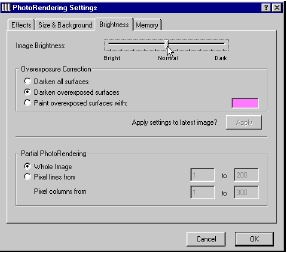 PhotoRendering Settings
Effects Size & Background Brightness Memory
Image Brightness:
Bright Normal Dark
Overexposure Correction
Darken all surfaces
Darken overexposed surfaces
Paint overexposed surfaces with:
Apply settings to latest image? Apply
Partial PhotoRendering
Whole Image
Pixel lines from 1 to 200
Pixel columns from 1 to 300
Cancel OK